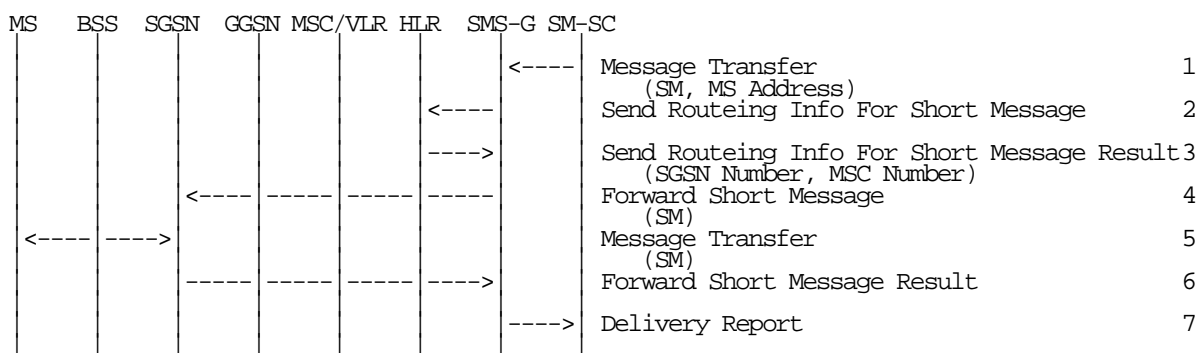 MS BSS SGSN GGSN MSC/VLR HLR SMS-G SM-SC
Message Transfer 1
(SM, MS Address)
Send Routeing Info For Short Message 2
Send Routeing Info For Short Message Result3
(SGSN Number, MSC Number)
Forward Short Message 4
(SM)
Message Transfer 5
(SM)
Forward Short Message Result 6
Delivery Report 7